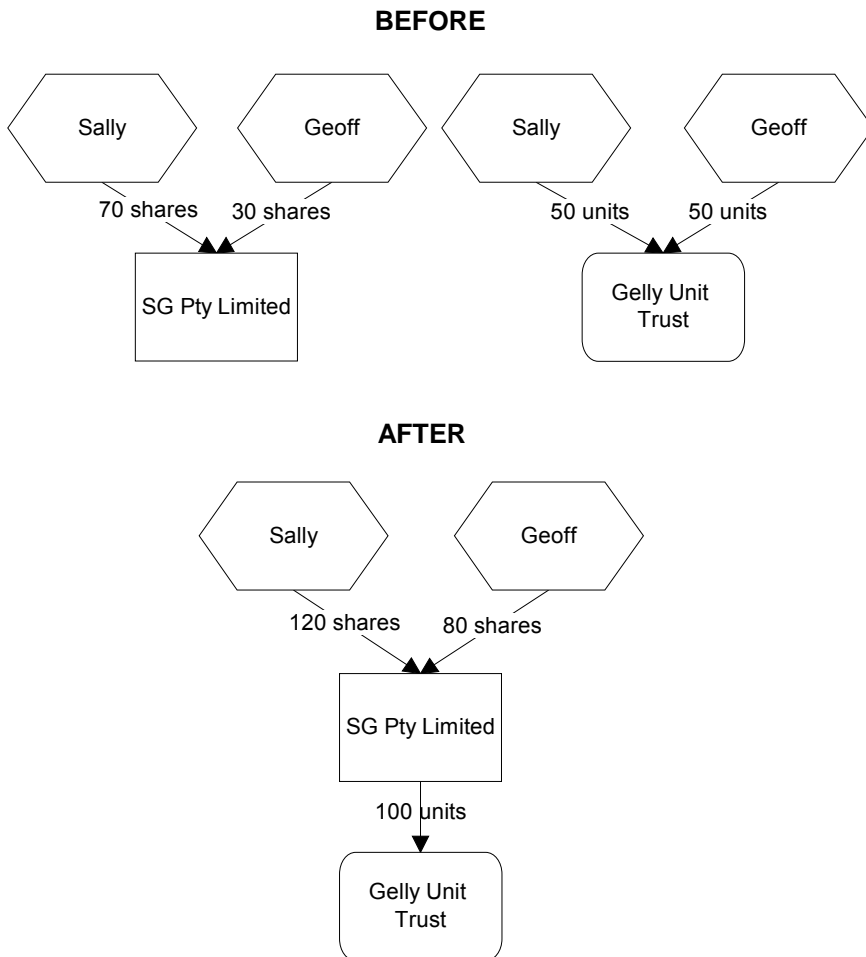 BEFORE
Sally
Geoff
Sally
Geoff
70 shares
30 shares
50 units
50 units
SG Pty Limited
Gelly Unit
Trust
AFTER
Sally
Geoff
120 shares
80 shares
SG Pty Limited
100 units
Gelly Unit
Trust